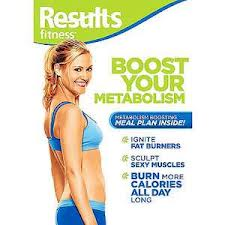 Results
fitness
BOOST
YOUR
METABOLISM
METABOLISM BOOSTING
MEAL PLAN INSIDE!
IGNITE
FAT BURNERS
SCULPT
SEXY MUSCLES
BURN MORE
CALORIES
ALL DAY
LONG